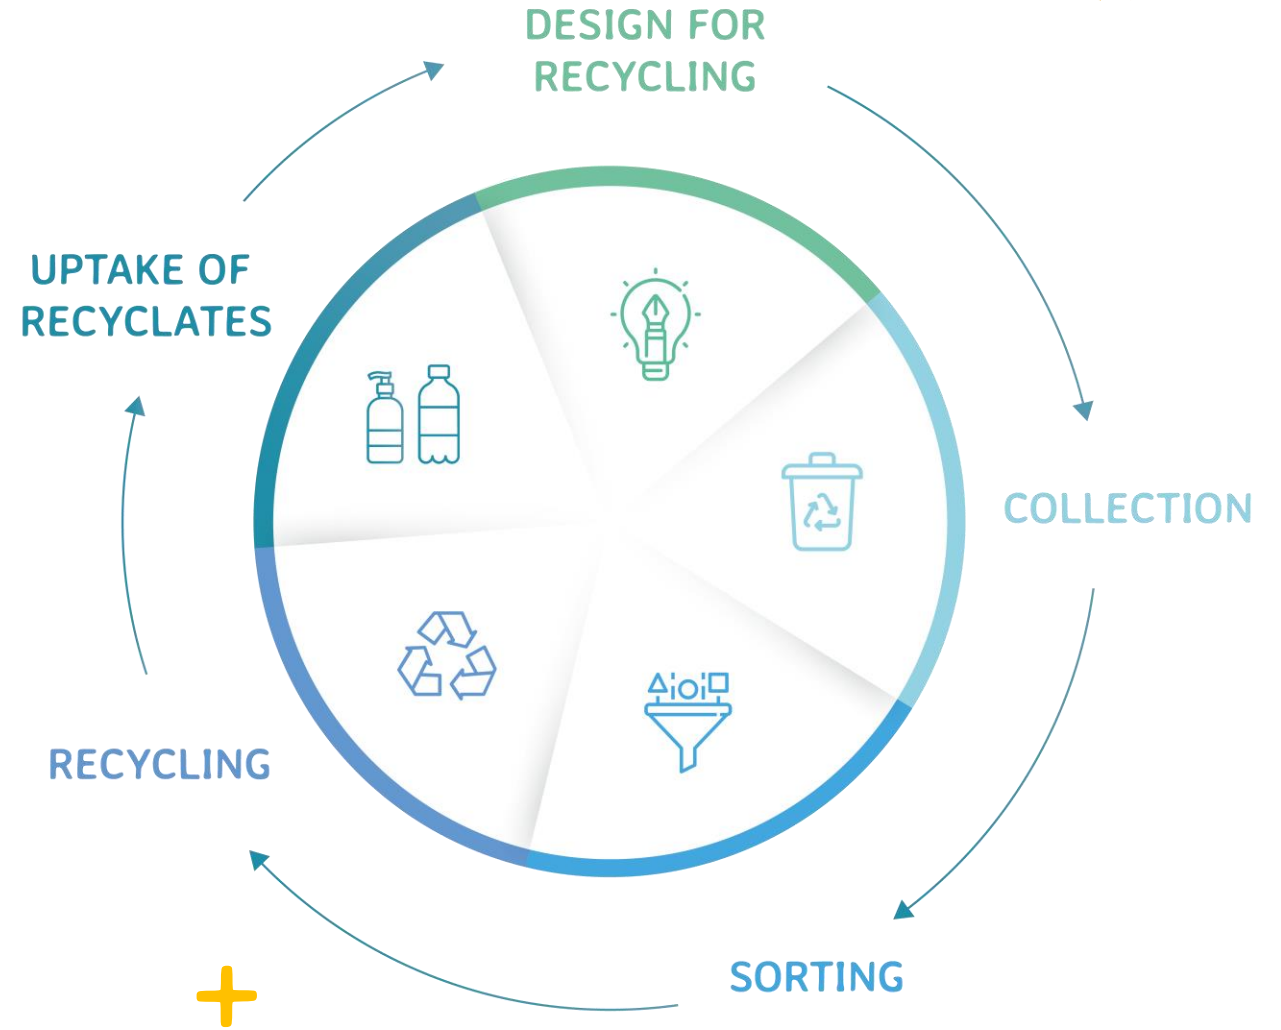 DESIGN FOR
RECYCLING
UPTAKE OF
RECYCLATES
COLLECTION
RECYCLING
SORTING